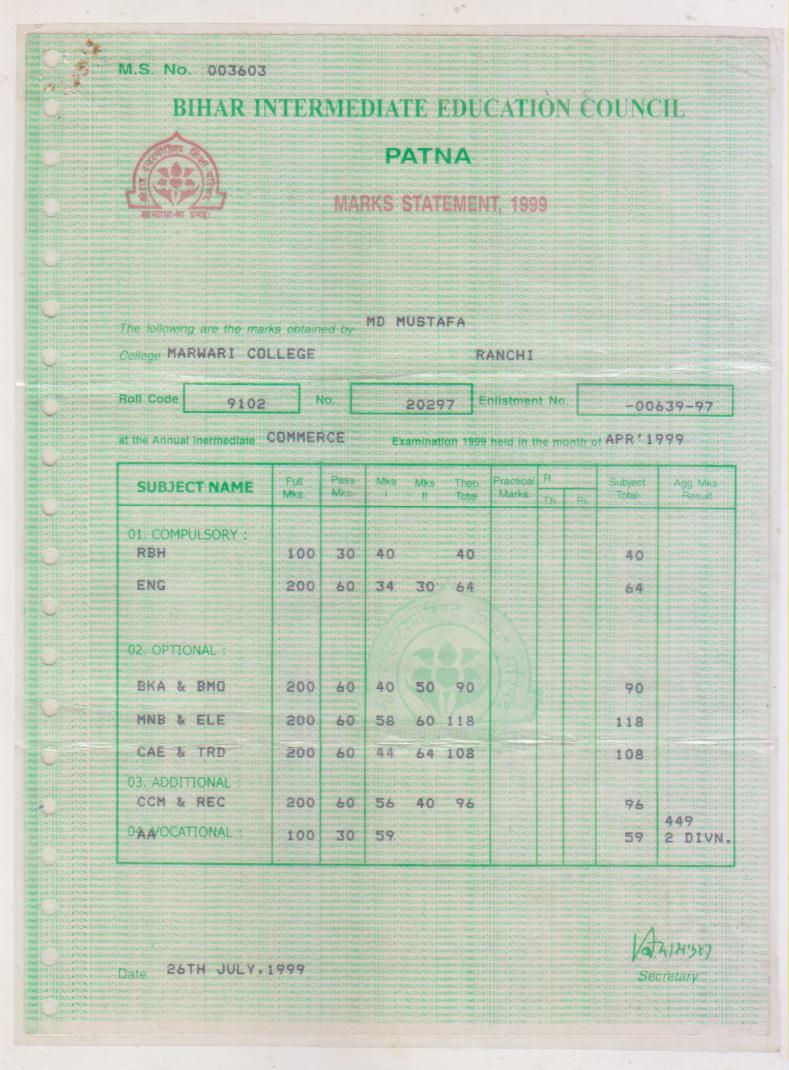 M.S. No. 003603
BIHAR INTERMEDIATE EDUCATION COUNCIL
PATNA
MARKS STATEMENT, 1999
The following are the marks obtained by MD MUSTAFA
College MARWARI COLLEGE RANCHI
Roll Code 9102 No. 20297 Enlistment No. -00639-97
at the Annual Inermediate COMMERCE Examination 1999 held in the month of APR'1999
SUBJECT NAME Full Mks. Pass Mks. Mks I Mks II Theo Total Practical Marks R Th. Pr. Subject Total Agg Mks Result
01. COMPULSORY :
RBH 100 30 40 40 40
ENG 200 60 34 30 64 64
02. OPTIONAL :
BKA & BMO 200 60 40 50 90 90
MNB & ELE 200 60 58 60 118 118
CAE & TRD 200 60 44 64 108 108
03. ADDITIONAL :
CCM & REC 200 60 56 40 96 96
449
04. VOCATIONAL :
AA 100 30 59 59 2 DIVN.
Date 26TH JULY,1999
Secretary